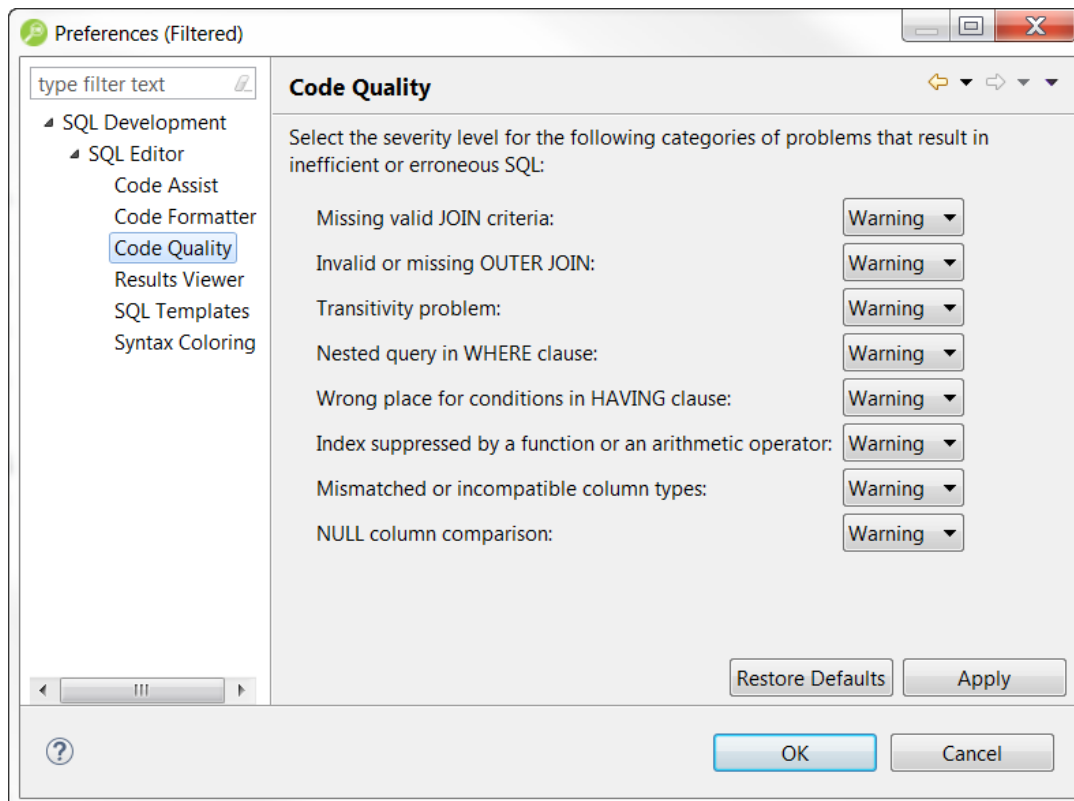 Preferences (Filtered)
type filter text
SQL Development
SQL Editor
Code Assist
Code Formatter
Code Quality
Results Viewer
SQL Templates
Syntax Coloring
Code Quality
Select the severity level for the following categories of problems that result in
inefficient or erroneous SQL:
Missing valid JOIN criteria: Warning
Invalid or missing OUTER JOIN: Warning
Transitivity problem: Warning
Nested query in WHERE clause: Warning
Wrong place for conditions in HAVING clause: Warning
Index suppressed by a function or an arithmetic operator: Warning
Mismatched or incompatible column types: Warning
NULL column comparison: Warning
Restore Defaults Apply
OK Cancel